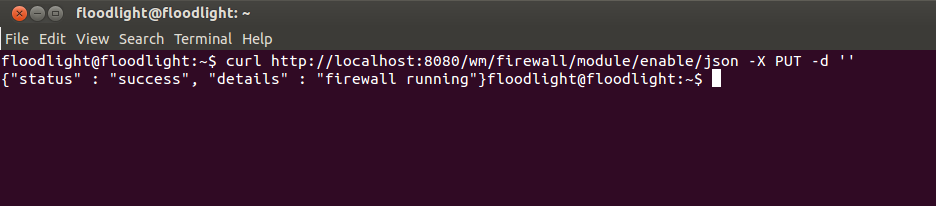 floodlight@floodlight: ~
File Edit View Search Terminal Help
floodlight@floodlight:~$ curl http://localhost:8080/wm/firewall/module/enable/json -X PUT -d ''
{"status" : "success", "details" : "firewall running"}floodlight@floodlight:~$